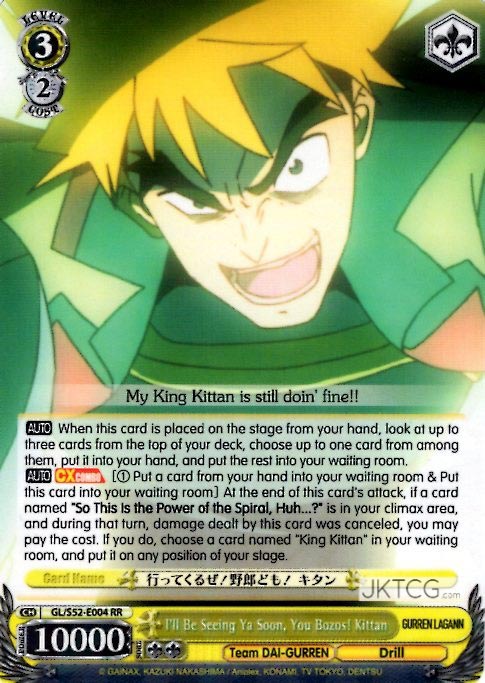 LEVEL
3
2
COST
My King Kittan is still doin' fine!!
AUTO When this card is placed on the stage from your hand, look at up to
three cards from the top of your deck, choose up to one card from among
them, put it into your hand, and put the rest into your waiting room.
AUTO CXCOMBO [① Put a card from your hand into your waiting room & Put
this card into your waiting room] At the end of this card's attack, if a card
named "So This Is the Power of the Spiral, Huh...?" is in your climax area,
and during that turn, damage dealt by this card was canceled, you may
pay the cost. If you do, choose a card named "King Kittan" in your waiting
room, and put it on any position of your stage.
Card Name 行ってくるぜ!野郎ども! キタン
JKTCG.com
CH GL/S52-E004 RR
I'll Be Seeing Ya Soon, You Bozos! Kittan
GURREN LAGANN
POWER 10000 SOUL
Team DAI-GURREN
Drill
© GAINAX, KAZUKI NAKASHIMA / Aniplex, KONAMI, TV TOKYO, DENTSU